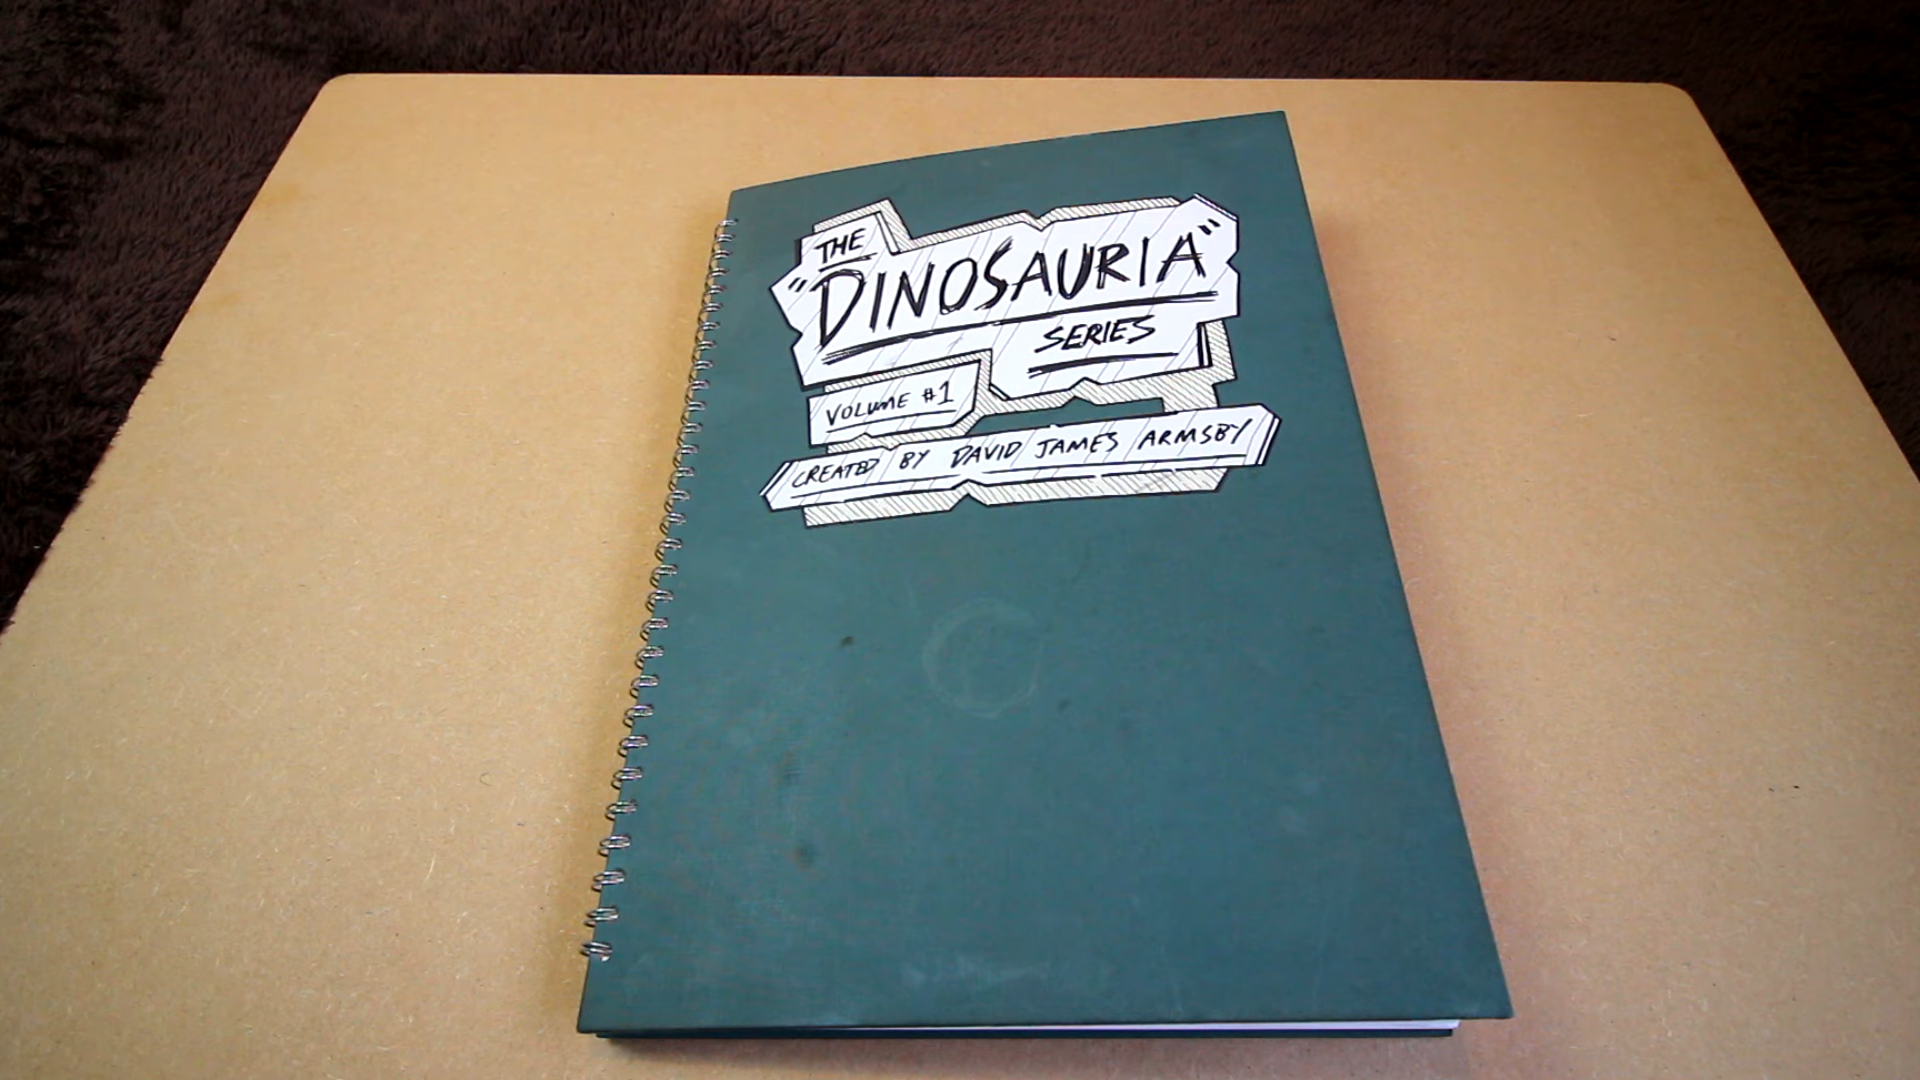 THE
"DINOSAURIA"
SERIES
VOLUME #1
CREATED BY DAVID JAMES ARMSBY